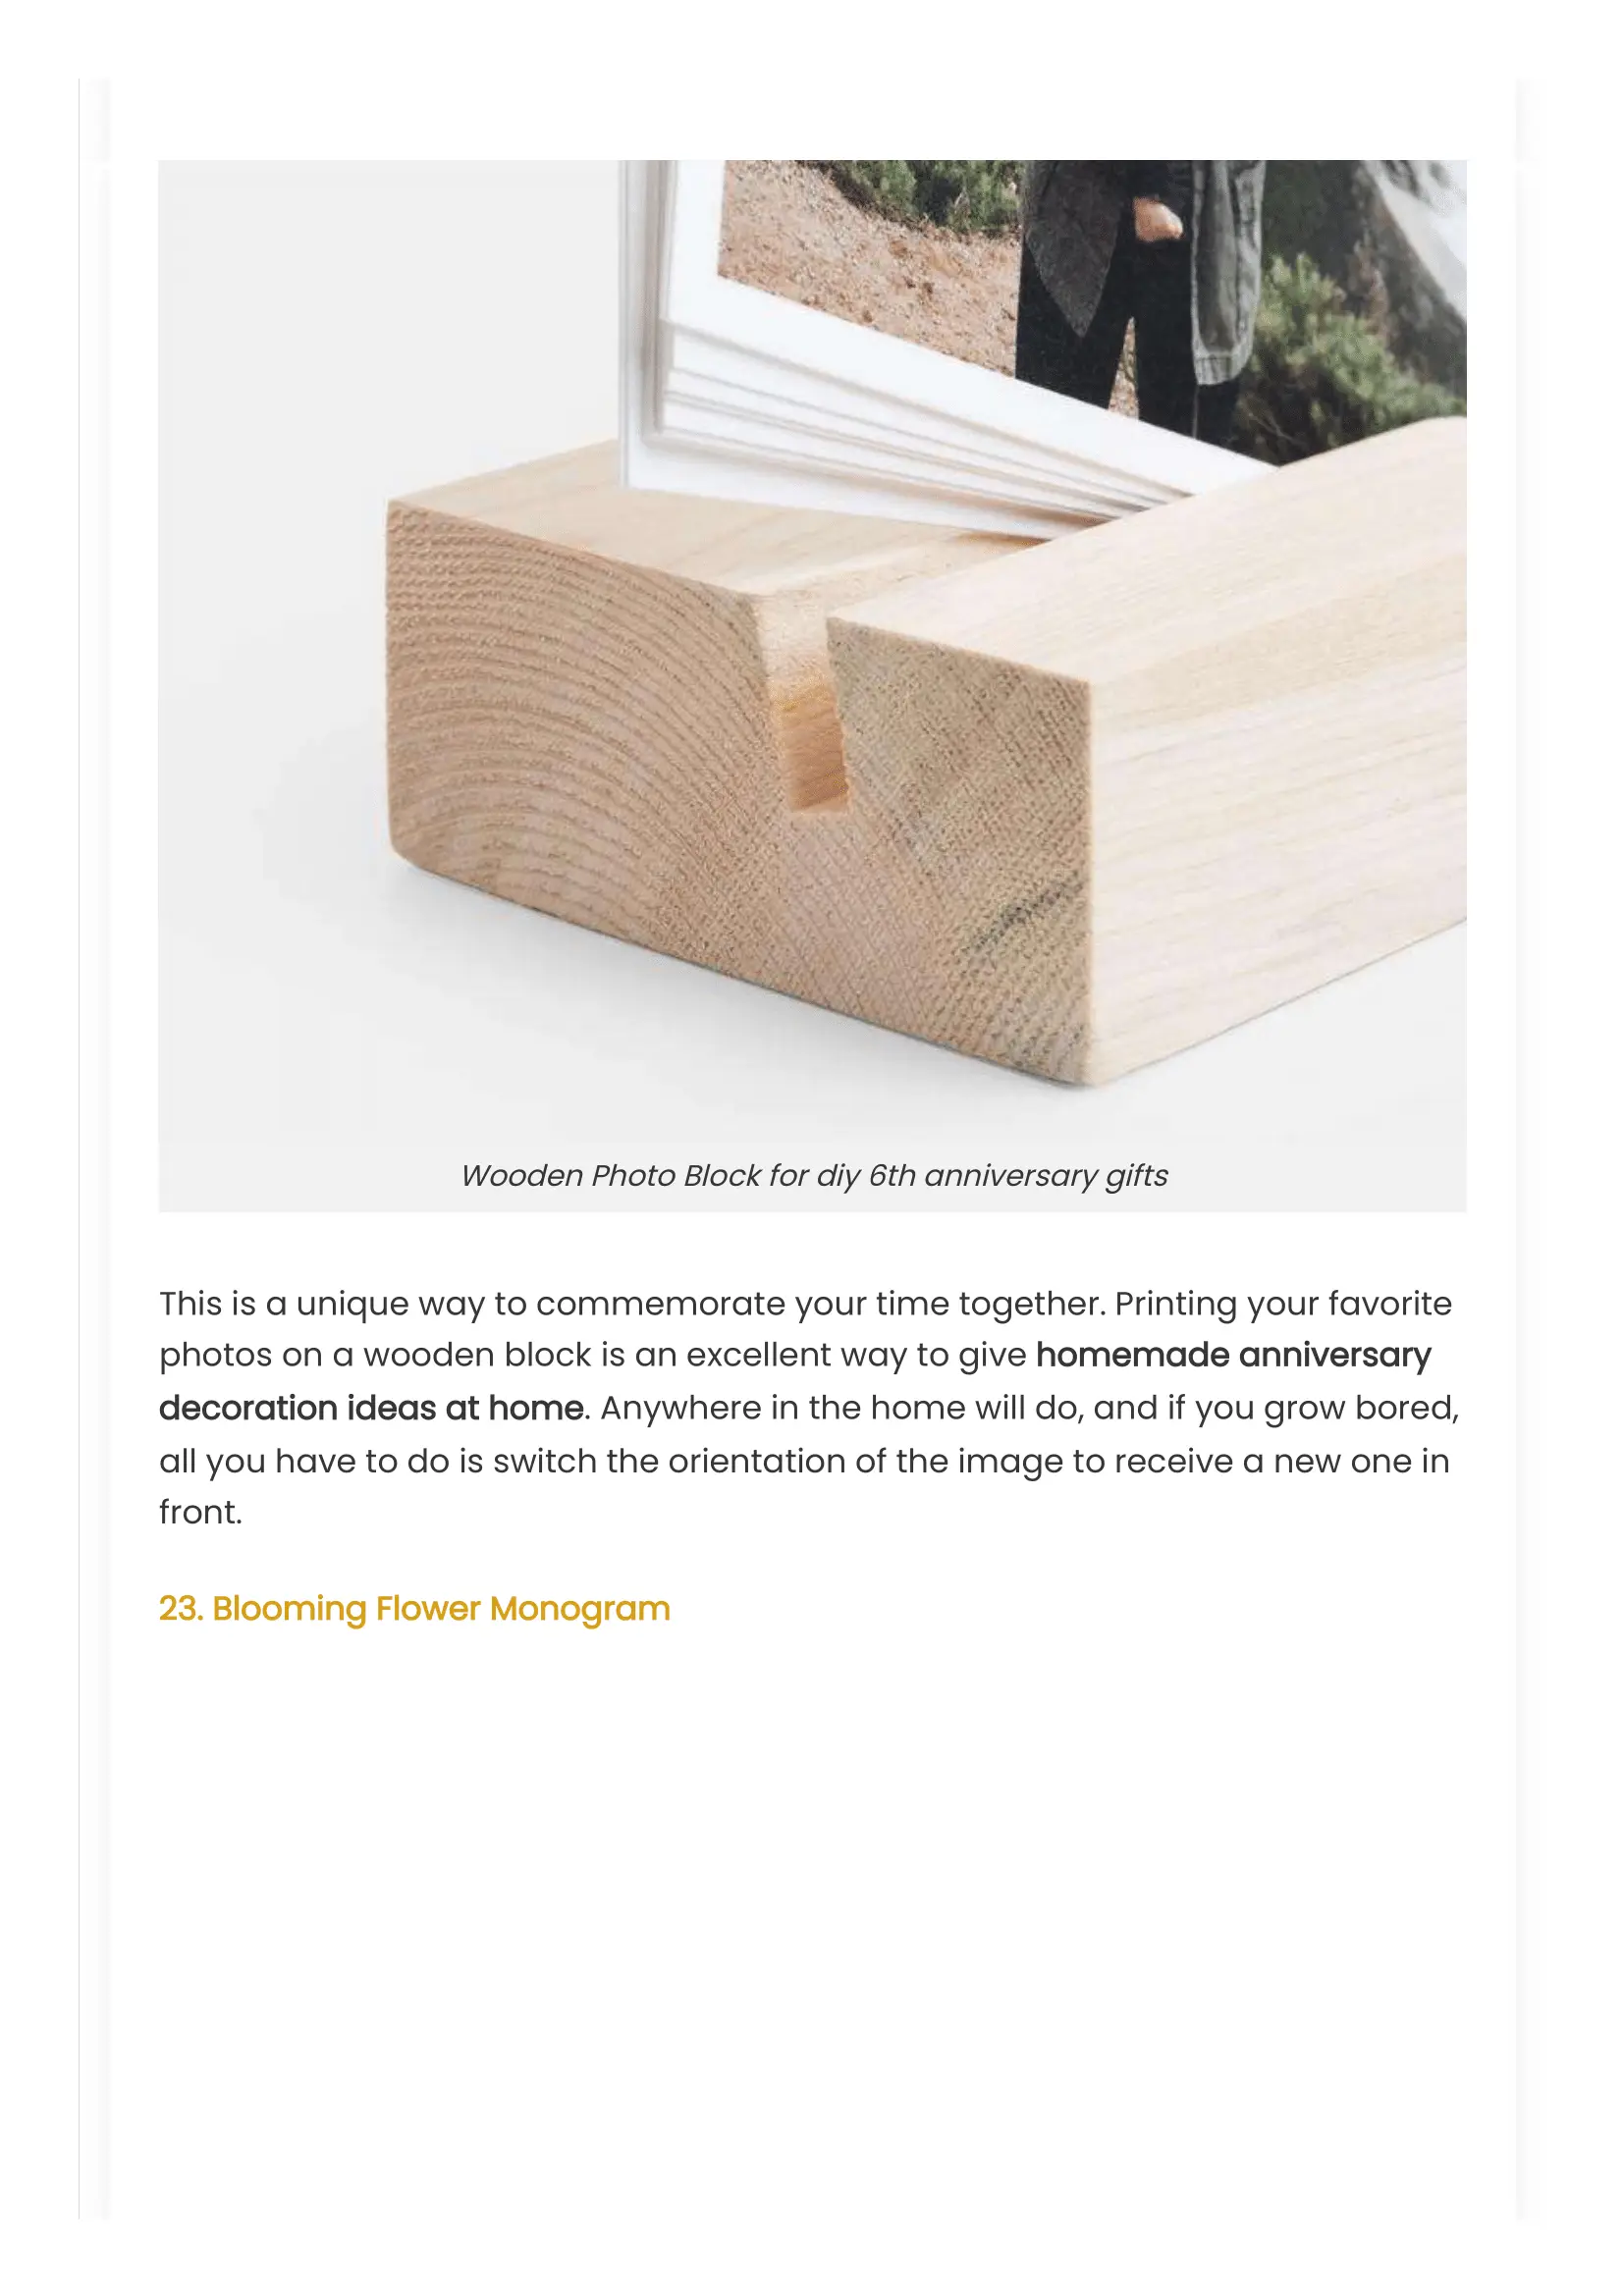 Wooden Photo Block for diy 6th anniversary gifts
This is a unique way to commemorate your time together. Printing your favorite
photos on a wooden block is an excellent way to give homemade anniversary
decoration ideas at home. Anywhere in the home will do, and if you grow bored,
all you have to do is switch the orientation of the image to receive a new one in
front.
23. Blooming Flower Monogram